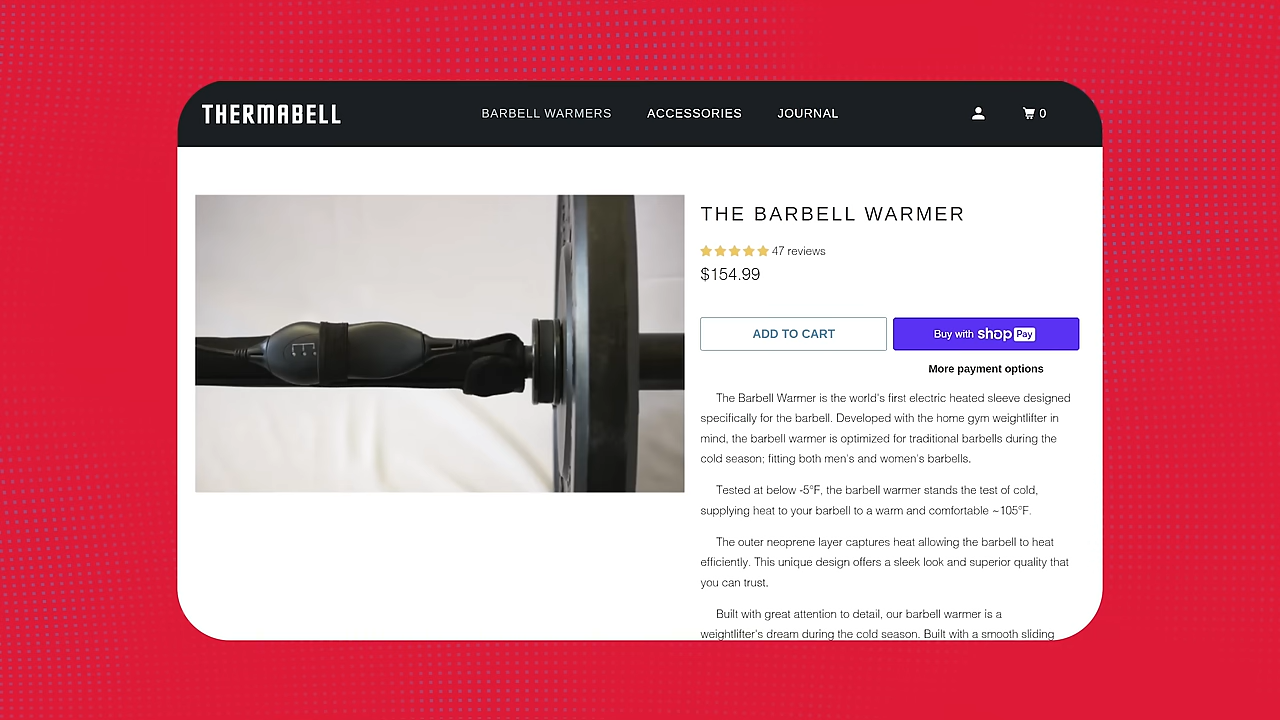 THERMABELL
BARBELL WARMERS ACCESSORIES JOURNAL 0
THE BARBELL WARMER
47 reviews
$154.99
ADD TO CART Buy with shop Pay
More payment options
The Barbell Warmer is the world's first electric heated sleeve designed
specifically for the barbell. Developed with the home gym weightlifter in
mind, the barbell warmer is optimized for traditional barbells during the
cold season; fitting both men's and women's barbells.
Tested at below -5°F, the barbell warmer stands the test of cold,
supplying heat to your barbell to a warm and comfortable ~105°F.
The outer neoprene layer captures heat allowing the barbell to heat
efficiently. This unique design offers a sleek look and superior quality that
you can trust.
Built with great attention to detail, our barbell warmer is a
weightlifter's dream during the cold season. Built with a smooth sliding